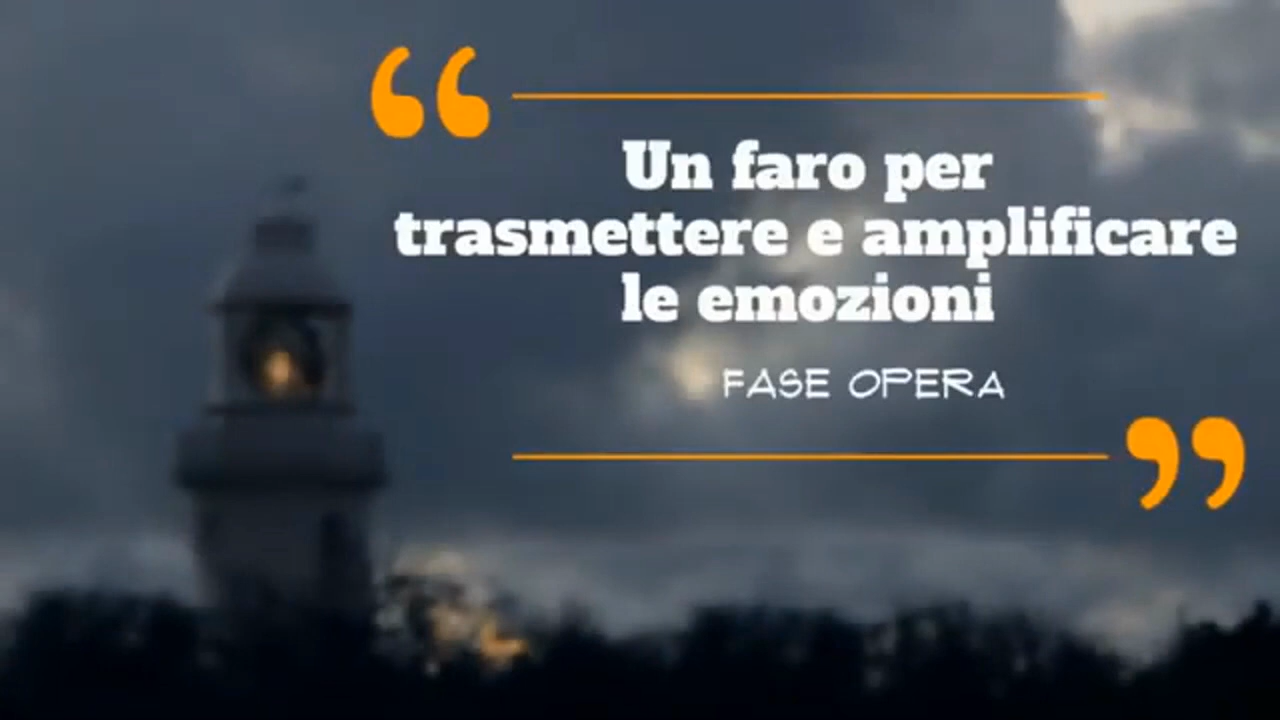 “
Un faro per
trasmettere e amplificare
le emozioni
FASE OPERA
”